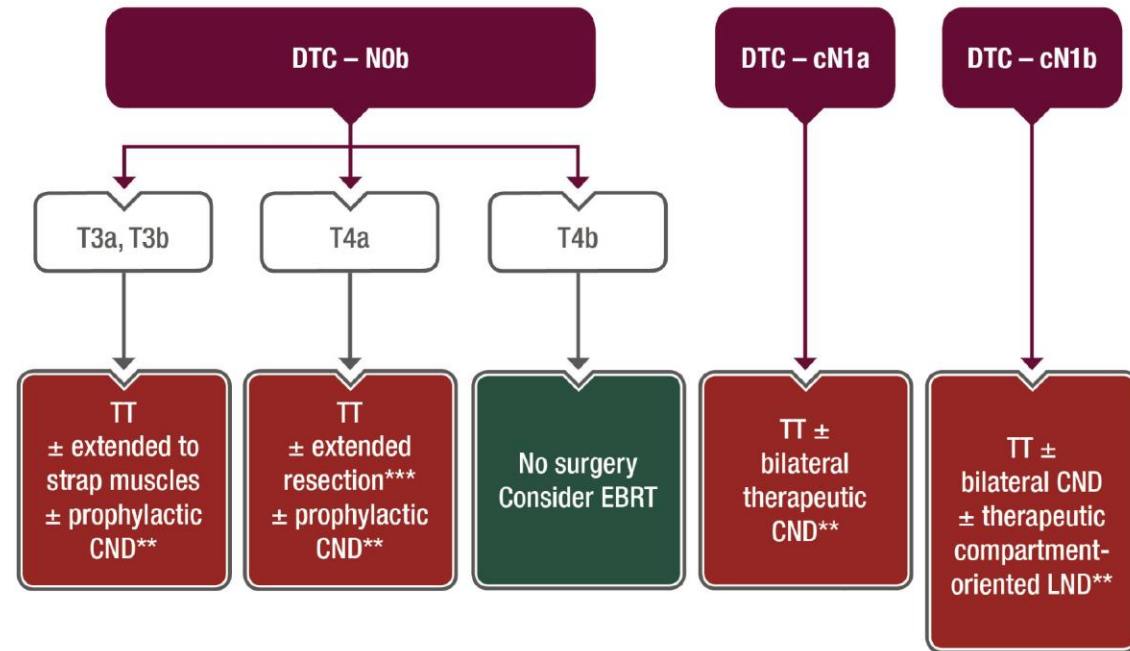 DTC – N0b
DTC – cN1a
DTC – cN1b
T3a, T3b
T4a
T4b
TT
± extended to
strap muscles
± prophylactic
CND**
TT
± extended
resection***
± prophylactic
CND**
No surgery
Consider EBRT
TT ±
bilateral
therapeutic
CND**
TT ±
bilateral CND
± therapeutic
compartment-
oriented LND**